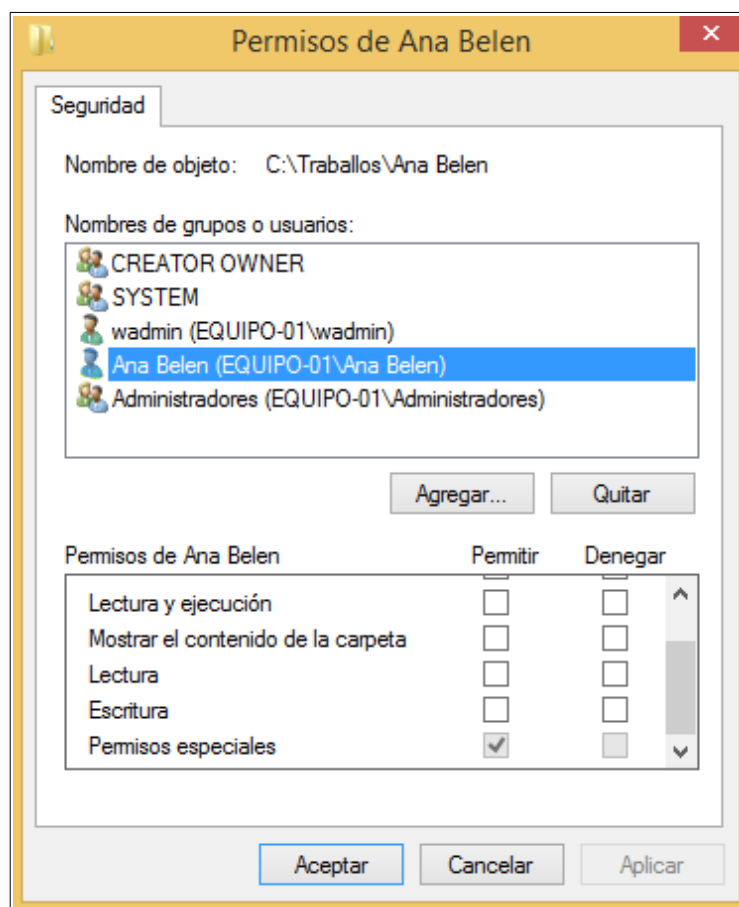 Permisos de Ana Belen
Seguridad
Nombre de objeto: C:\Traballos\Ana Belen
Nombres de grupos o usuarios:
CREATOR OWNER
SYSTEM
wadmin (EQUIPO-01\wadmin)
Ana Belen (EQUIPO-01\Ana Belen)
Administradores (EQUIPO-01\Administradores)
Agregar... Quitar
Permisos de Ana Belen Permitir Denegar
Lectura y ejecución
Mostrar el contenido de la carpeta
Lectura
Escritura
Permisos especiales
Aceptar Cancelar Aplicar